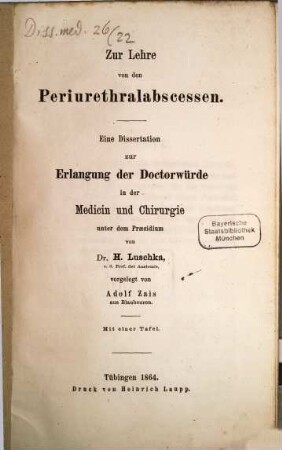 Diss. med. 26/22
Zur Lehre
von den
Periurethralabscessen.
Eine Dissertation
zur
Erlangung der Doctorwürde
in der
Medicin und Chirurgie
unter dem Præsidium
von
Dr. H. Luschka,
o. ö. Prof. der Anatomie,
vorgelegt von
Adolf Zais
aus Blaubeuren.
Mit einer Tafel.
Tübingen 1864.
Druck von Heinrich Laupp.
Bayerische
Staatsbibliothek
München